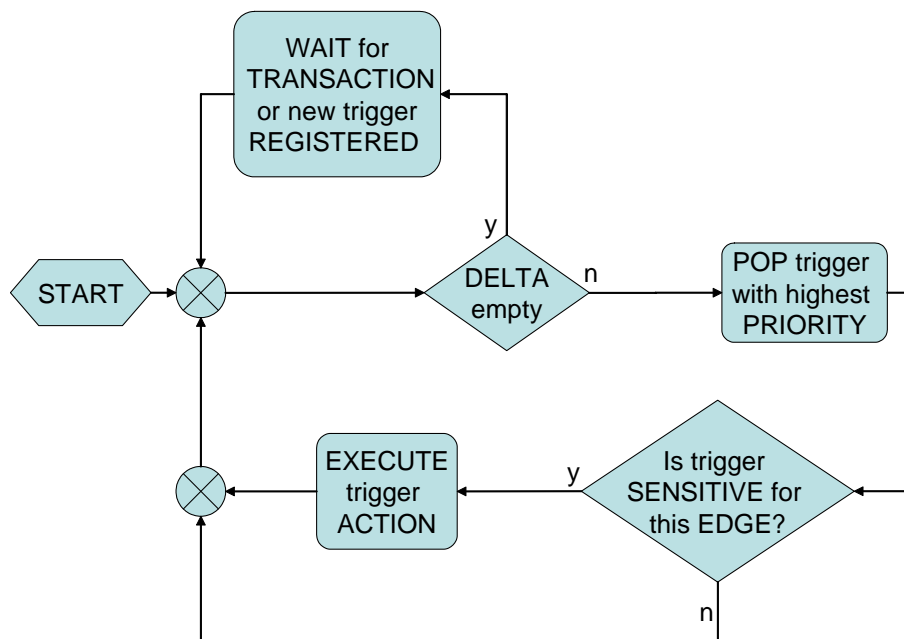 WAIT for
TRANSACTION
or new trigger
REGISTERED
y
START
DELTA
empty
n
POP trigger
with highest
PRIORITY
EXECUTE
trigger
ACTION
y
Is trigger
SENSITIVE for
this EDGE?
n